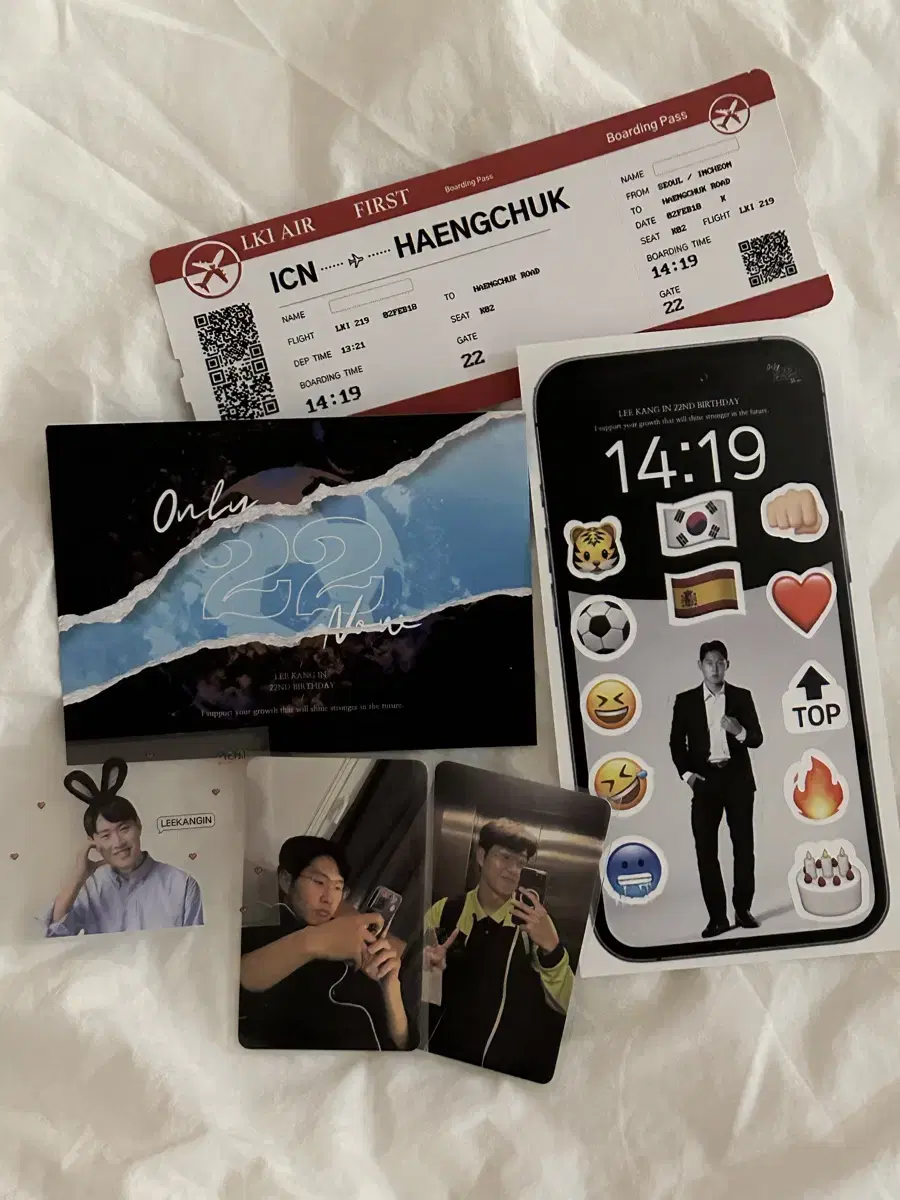 LKI AIR FIRST Boarding Pass
ICN HAENGCHUK
NAME
FLIGHT LKI 219 02FEB18
TO HAENGCHUK ROAD
DEP TIME 13:21
SEAT K02
BOARDING TIME
14:19
GATE
22
Boarding Pass
NAME
FROM SEOUL / INCHEON
TO HAENGCHUK ROAD
DATE 02FEB18 K
SEAT K02 FLIGHT LKI 219
BOARDING TIME
14:19
GATE
22
LEE KANG IN 22ND BIRTHDAY
I support your growth that will shine stronger in the future.
14:19
TOP
Only
22
Now
LEE KANG IN
22ND BIRTHDAY
I support your growth that will shine stronger in the future.
LEEKANGIN